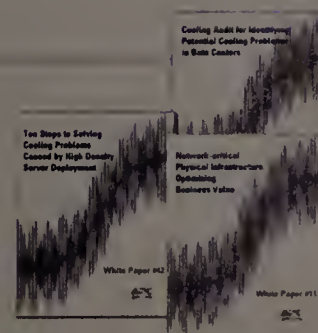 Cooling Audit for Identifying
Potential Cooling Problems
in Data Centers
Ten Steps to Solving
Cooling Problems
Caused by High Density
Server Deployment
White Paper #42
Network-critical
Physical Infrastructure
Optimising
Business Value
White Paper #11